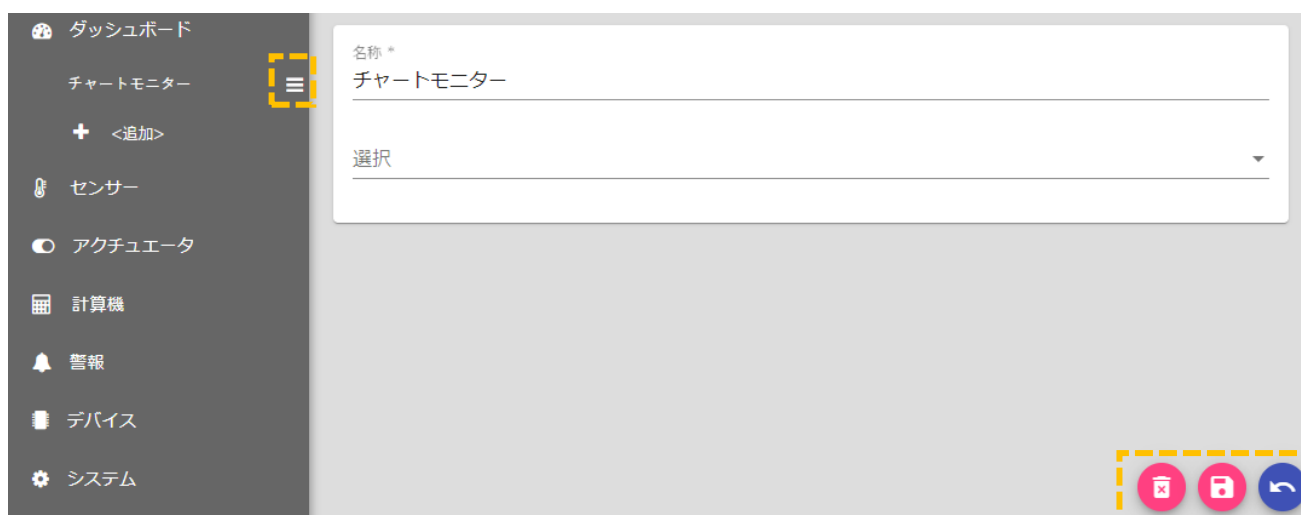 ダッシュボード
チャートモニター
<追加>
センサー
アクチュエータ
計算機
警報
デバイス
システム
名称 *
チャートモニター
選択